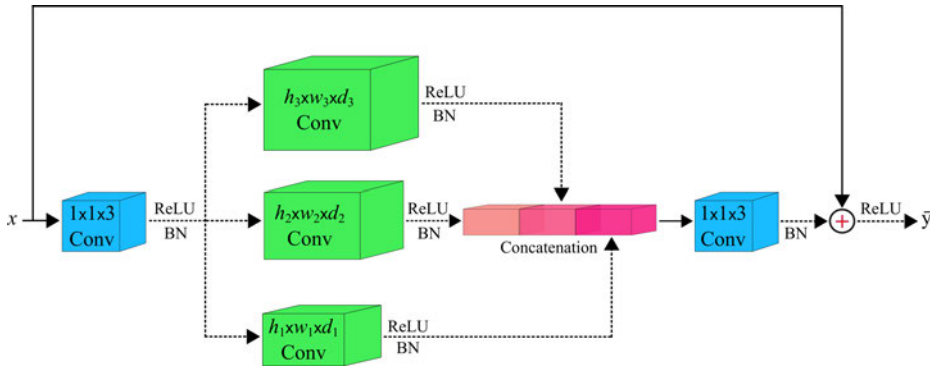 h₃xw₃xd₃
Conv
ReLU
BN
x
1x1x3
Conv
ReLU
BN
h₂xw₂xd₂
Conv
ReLU
BN
Concatenation
1x1x3
Conv
BN
+
ReLU
ȳ
h₁xw₁xd₁
Conv
ReLU
BN